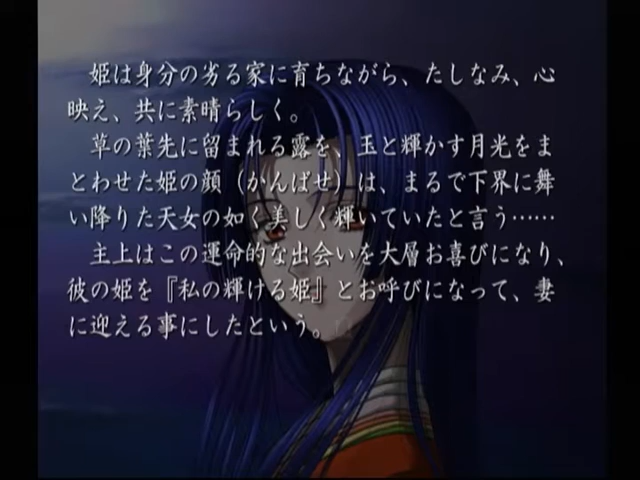 姫は身分の劣る家に育ちながら、たしなみ、心
映え、共に素晴らしく。
草の葉先に留まれる露を、玉と輝かす月光をま
とわせた姫の顔（かんばせ）は、まるで下界に舞
い降りた天女の如く美しく輝いていたと言う……
主上はこの運命的な出会いを大層お喜びになり、
彼の姫を『私の輝ける姫』とお呼びになって、妻
に迎える事にしたという。